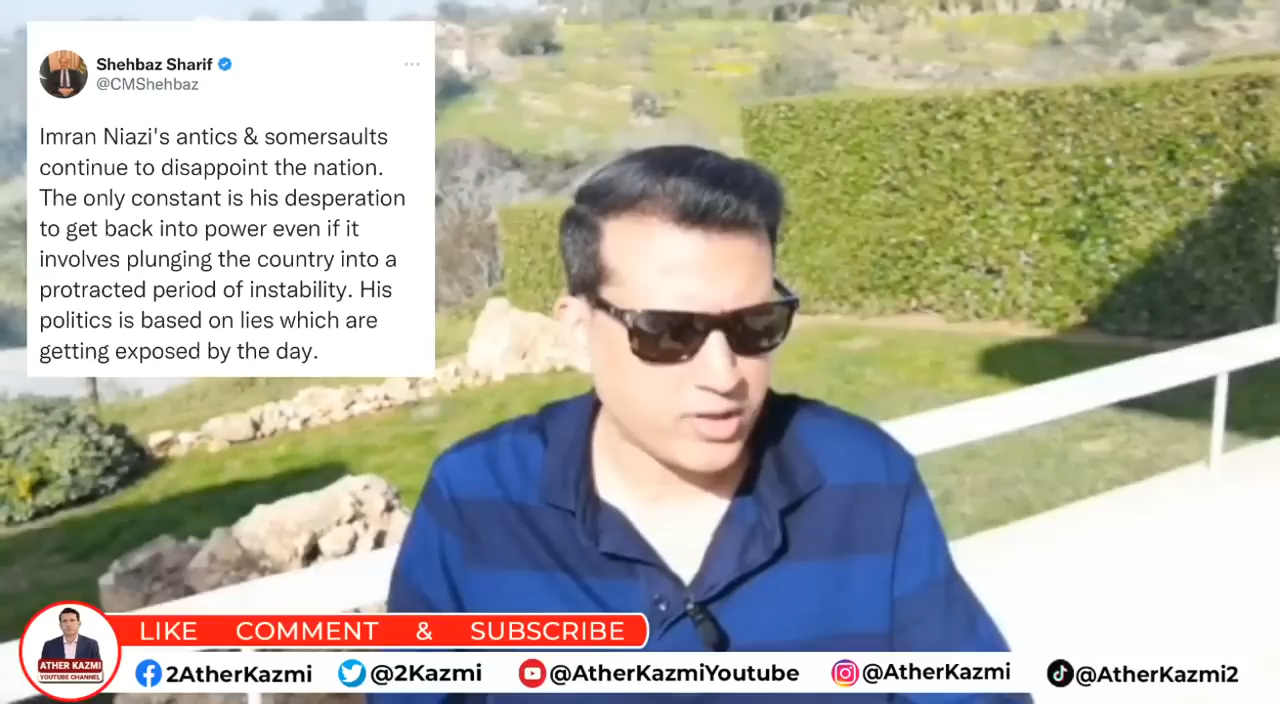 Shehbaz Sharif
@CMShehbaz
Imran Niazi's antics & somersaults
continue to disappoint the nation.
The only constant is his desperation
to get back into power even if it
involves plunging the country into a
protracted period of instability. His
politics is based on lies which are
getting exposed by the day.
LIKE COMMENT & SUBSCRIBE
ATHER KAZMI
YOUTUBE CHANNEL
2AtherKazmi @2Kazmi @AtherKazmiYoutube @AtherKazmi @AtherKazmi2